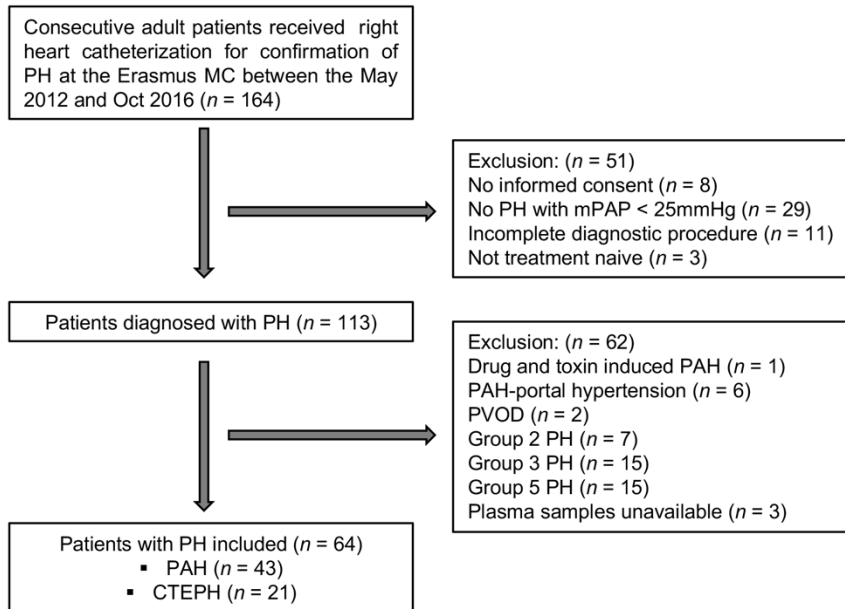 Consecutive adult patients received right
heart catheterization for confirmation of
PH at the Erasmus MC between the May
2012 and Oct 2016 (n = 164)
Exclusion: (n = 51)
No informed consent (n = 8)
No PH with mPAP < 25mmHg (n = 29)
Incomplete diagnostic procedure (n = 11)
Not treatment naive (n = 3)
Patients diagnosed with PH (n = 113)
Exclusion: (n = 62)
Drug and toxin induced PAH (n = 1)
PAH-portal hypertension (n = 6)
PVOD (n = 2)
Group 2 PH (n = 7)
Group 3 PH (n = 15)
Group 5 PH (n = 15)
Plasma samples unavailable (n = 3)
Patients with PH included (n = 64)
▪ PAH (n = 43)
▪ CTEPH (n = 21)